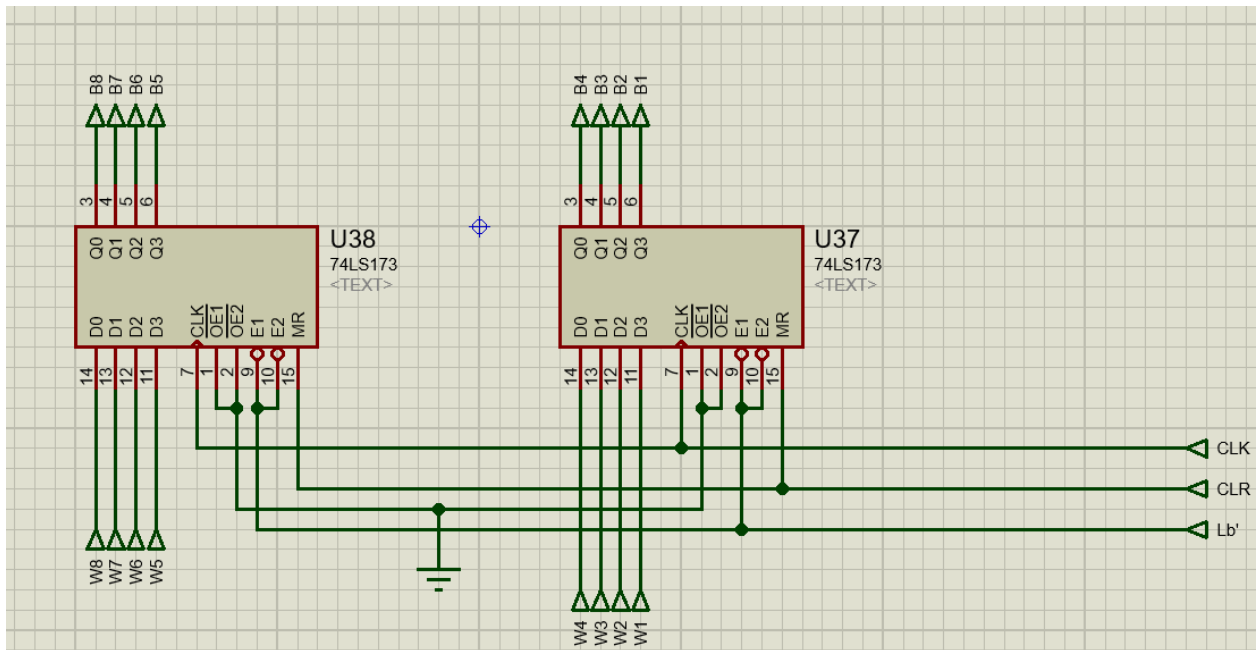 B8 B7 B6 B5
B4 B3 B2 B1
3 4 5 6
3 4 5 6
U38
74LS173
<TEXT>
U37
74LS173
<TEXT>
Q0 Q1 Q2 Q3
Q0 Q1 Q2 Q3
D0 D1 D2 D3 CLK OE1 OE2 E1 E2 MR
D0 D1 D2 D3 CLK OE1 OE2 E1 E2 MR
14 13 12 11 7 1 2 9 10 15
14 13 12 11 7 1 2 9 10 15
CLK
CLR
Lb'
W8 W7 W6 W5
W4 W3 W2 W1